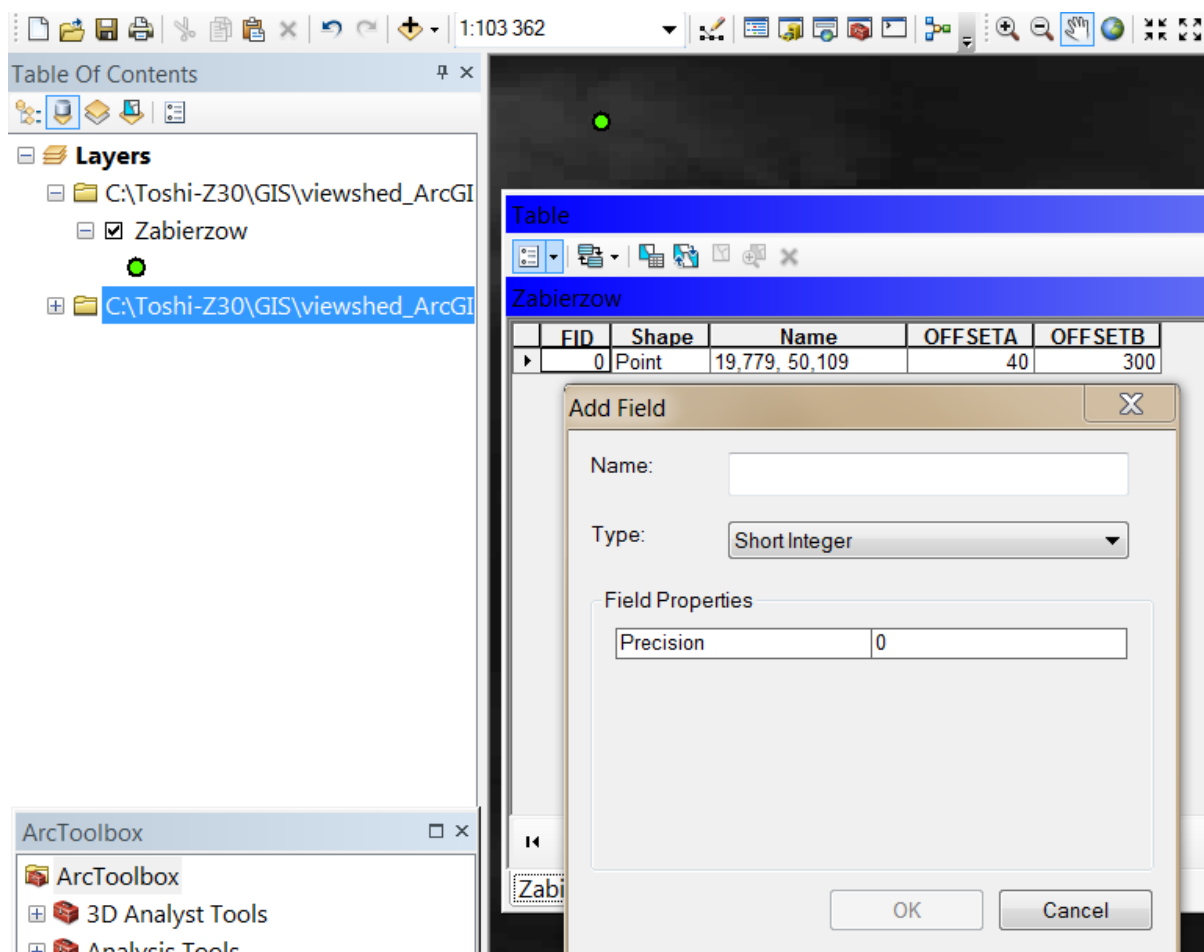 1:103 362
Table Of Contents
Layers
C:\Toshi-Z30\GIS\viewshed_ArcGI
Zabierzow
C:\Toshi-Z30\GIS\viewshed_ArcGI
Table
Zabierzow
FID Shape Name OFFSETA OFFSETB
0 Point 19,779, 50,109 40 300
Add Field
Name:
Type: Short Integer
Field Properties
Precision 0
Zabi
OK Cancel
ArcToolbox
ArcToolbox
3D Analyst Tools
Analysis Tools